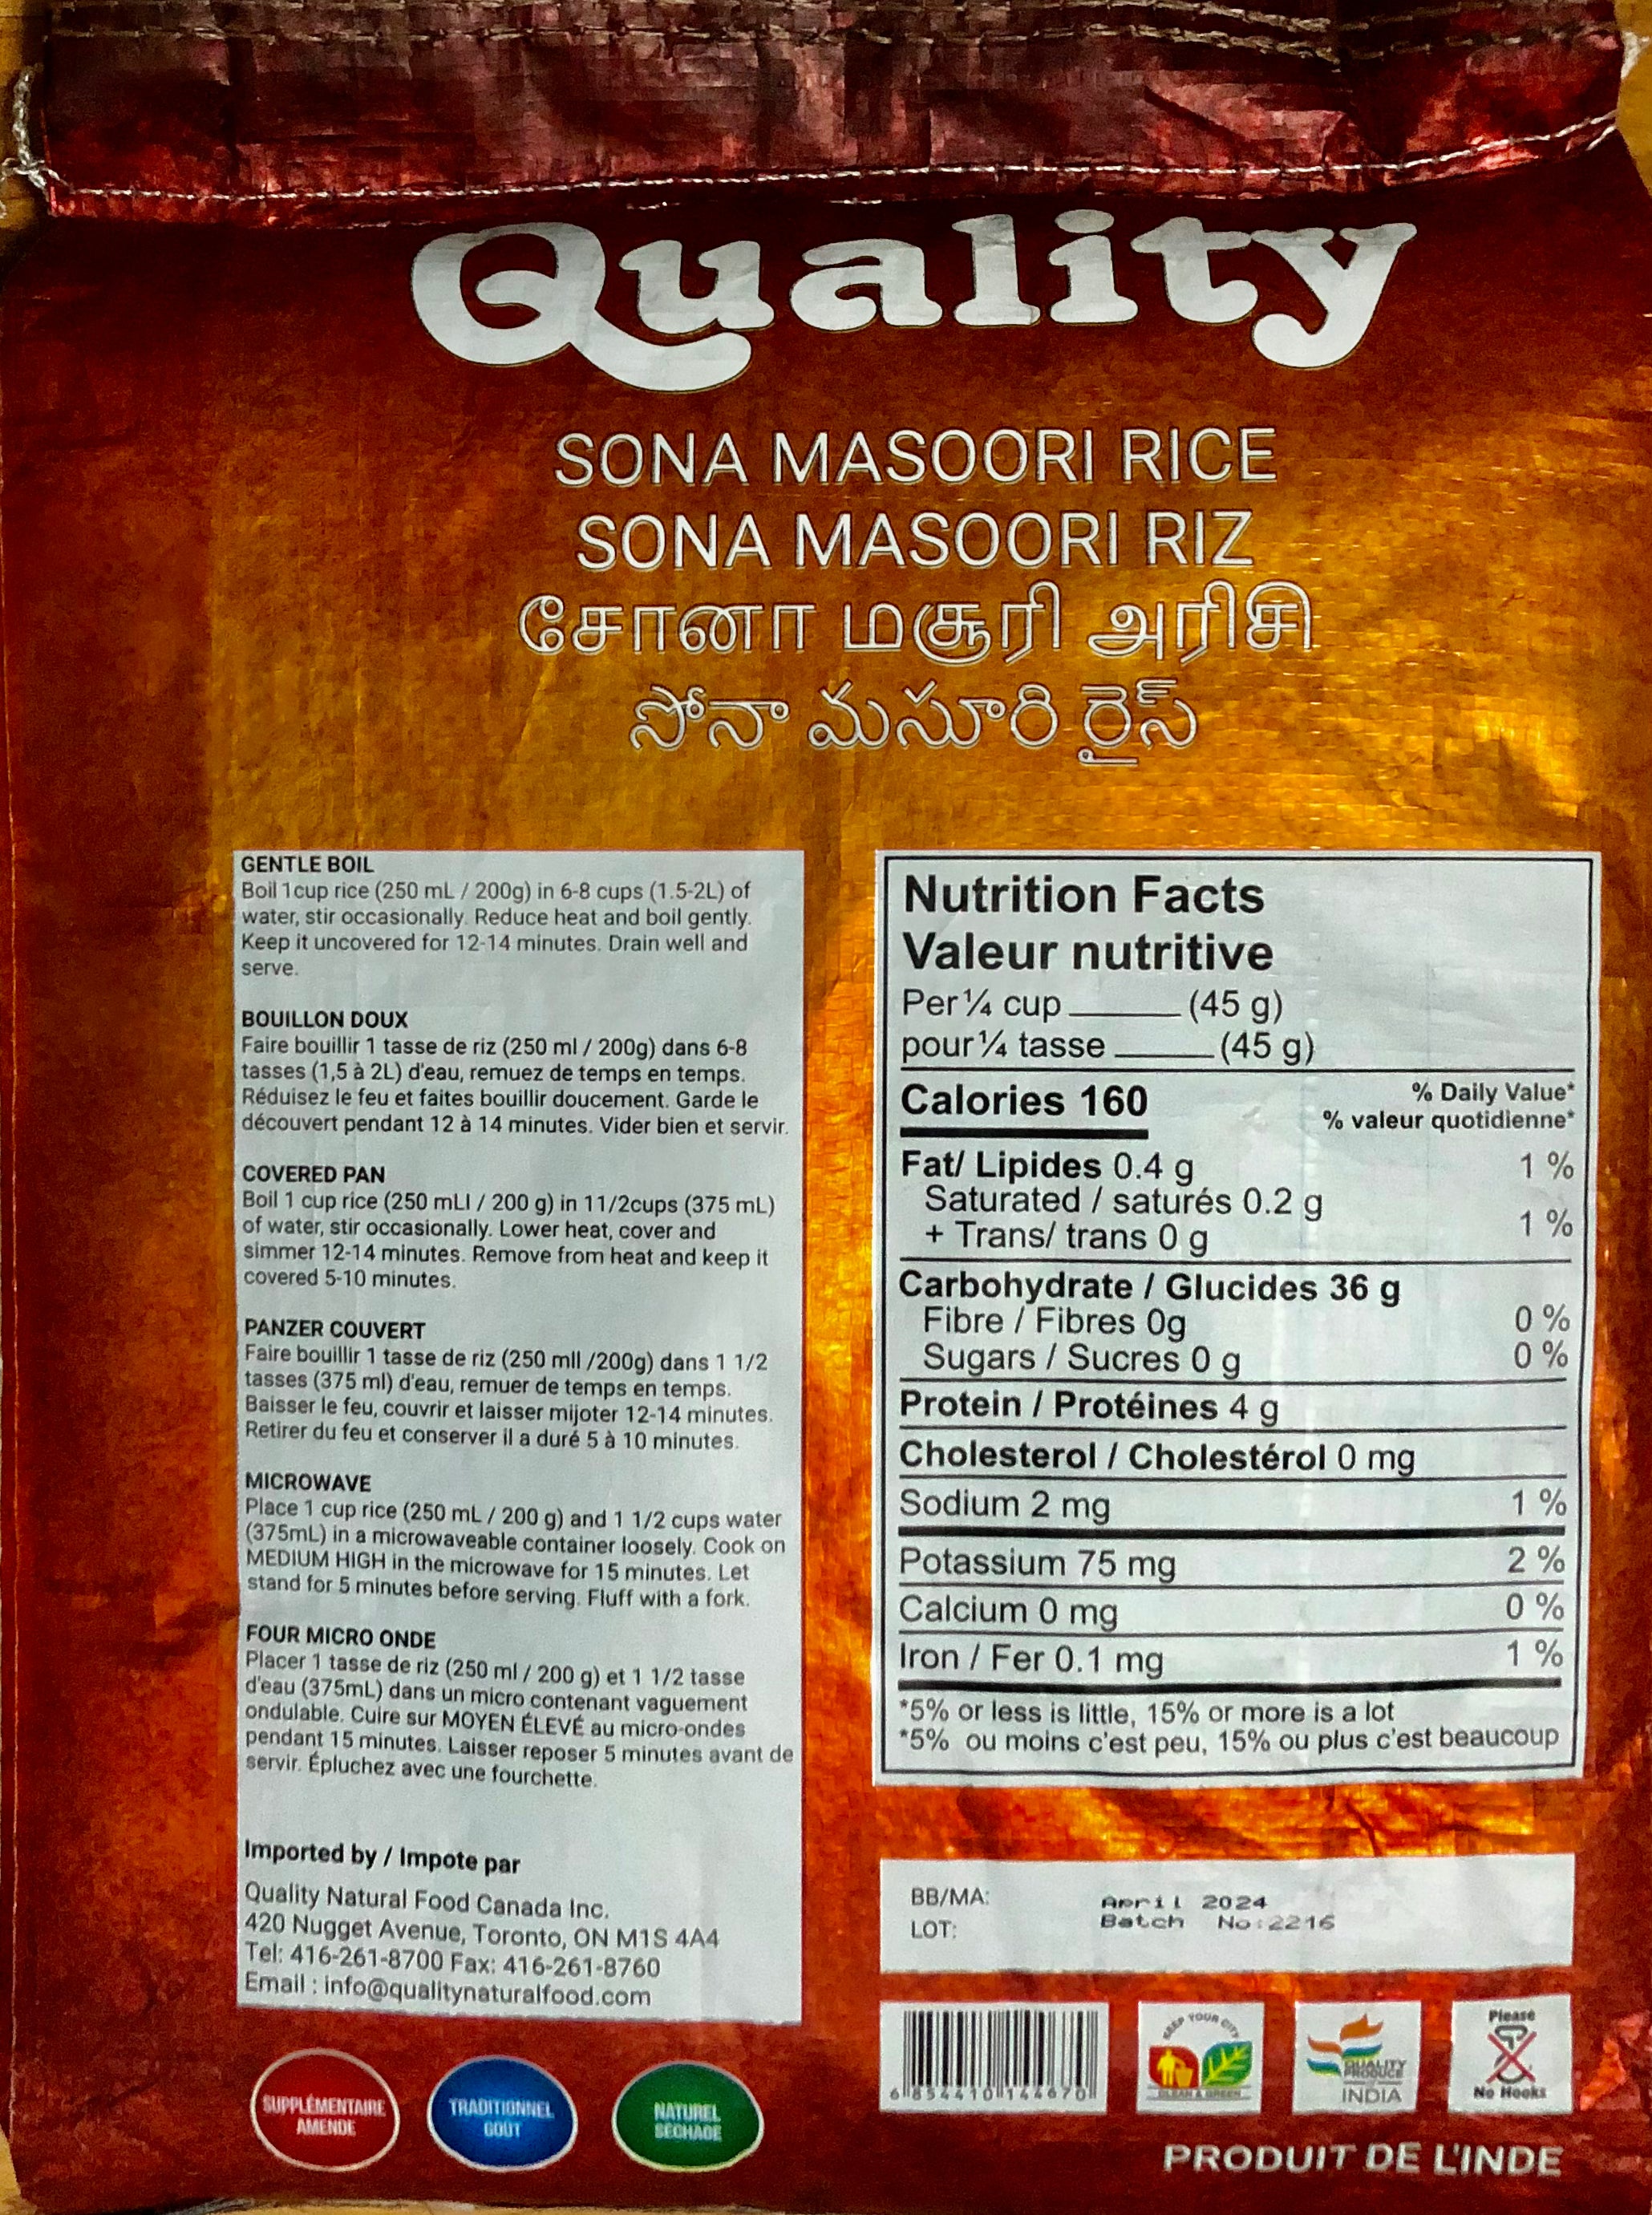 Quality
SONA MASOORI RICE
SONA MASOORI RIZ
சோனா மசூரி அரிசி
సోనా మసూరి రైస్
GENTLE BOIL
Boil 1cup rice (250 mL / 200g) in 6-8 cups (1.5-2L) of
water, stir occasionally. Reduce heat and boil gently.
Keep it uncovered for 12-14 minutes. Drain well and
serve.
BOUILLON DOUX
Faire bouillir 1 tasse de riz (250 ml / 200g) dans 6-8
tasses (1,5 à 2L) d'eau, remuez de temps en temps.
Réduisez le feu et faites bouillir doucement. Garde le
découvert pendant 12 à 14 minutes. Vider bien et servir.
COVERED PAN
Boil 1 cup rice (250 mLI / 200 g) in 11/2cups (375 mL)
of water, stir occasionally. Lower heat, cover and
simmer 12-14 minutes. Remove from heat and keep it
covered 5-10 minutes.
PANZER COUVERT
Faire bouillir 1 tasse de riz (250 mll /200g) dans 1 1/2
tasses (375 ml) d'eau, remuer de temps en temps.
Baisser le feu, couvrir et laisser mijoter 12-14 minutes.
Retirer du feu et conserver il a duré 5 à 10 minutes.
MICROWAVE
Place 1 cup rice (250 mL / 200 g) and 1 1/2 cups water
(375mL) in a microwaveable container loosely. Cook on
MEDIUM HIGH in the microwave for 15 minutes. Let
stand for 5 minutes before serving. Fluff with a fork.
FOUR MICRO ONDE
Placer 1 tasse de riz (250 ml / 200 g) et 1 1/2 tasse
d'eau (375mL) dans un micro contenant vaguement
ondulable. Cuire sur MOYEN ÉLEVÉ au micro-ondes
pendant 15 minutes. Laisser reposer 5 minutes avant de
servir. Épluchez avec une fourchette.
Imported by / Impote par
Quality Natural Food Canada Inc.
420 Nugget Avenue, Toronto, ON M1S 4A4
Tel: 416-261-8700 Fax: 416-261-8760
Email : info@qualitynaturalfood.com
SUPPLÉMENTAIRE
AMENDE
TRADITIONNEL
GOUT
NATUREL
SÉCHAGE
Nutrition Facts
Valeur nutritive
Per ¼ cup (45 g)
pour ¼ tasse (45 g)
Calories 160
% Daily Value*
% valeur quotidienne*
Fat/ Lipides 0.4 g 1 %
Saturated / saturés 0.2 g
+ Trans/ trans 0 g 1 %
Carbohydrate / Glucides 36 g
Fibre / Fibres 0g 0 %
Sugars / Sucres 0 g 0 %
Protein / Protéines 4 g
Cholesterol / Cholestérol 0 mg
Sodium 2 mg 1 %
Potassium 75 mg 2 %
Calcium 0 mg 0 %
Iron / Fer 0.1 mg 1 %
*5% or less is little, 15% or more is a lot
*5% ou moins c'est peu, 15% ou plus c'est beaucoup
BB/MA: April 2024
LOT: Batch No:2216
6 85441 01446 70
KEEP YOUR CITY
CLEAN & GREEN
QUALITY
PRODUCE
INDIA
Please
No Hooks
PRODUIT DE L'INDE